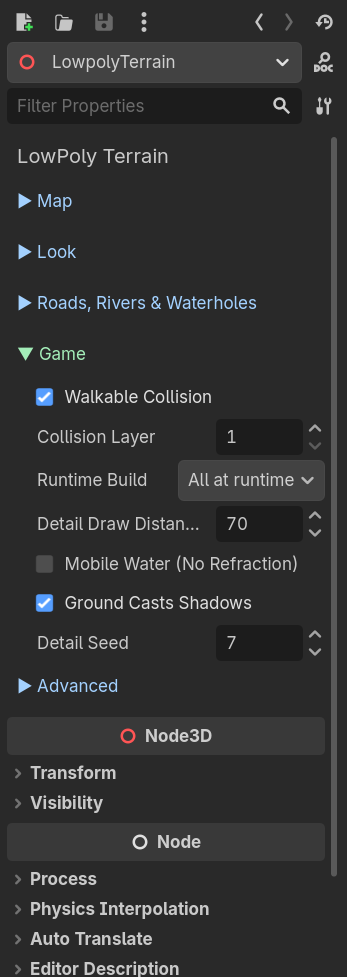 LowpolyTerrain
DOC
Filter Properties
LowPoly Terrain
Map
Look
Roads, Rivers & Waterholes
Game
Walkable Collision
Collision Layer 1
Runtime Build All at runtime
Detail Draw Distan... 70
Mobile Water (No Refraction)
Ground Casts Shadows
Detail Seed 7
Advanced
Node3D
Transform
Visibility
Node
Process
Physics Interpolation
Auto Translate
Editor Description